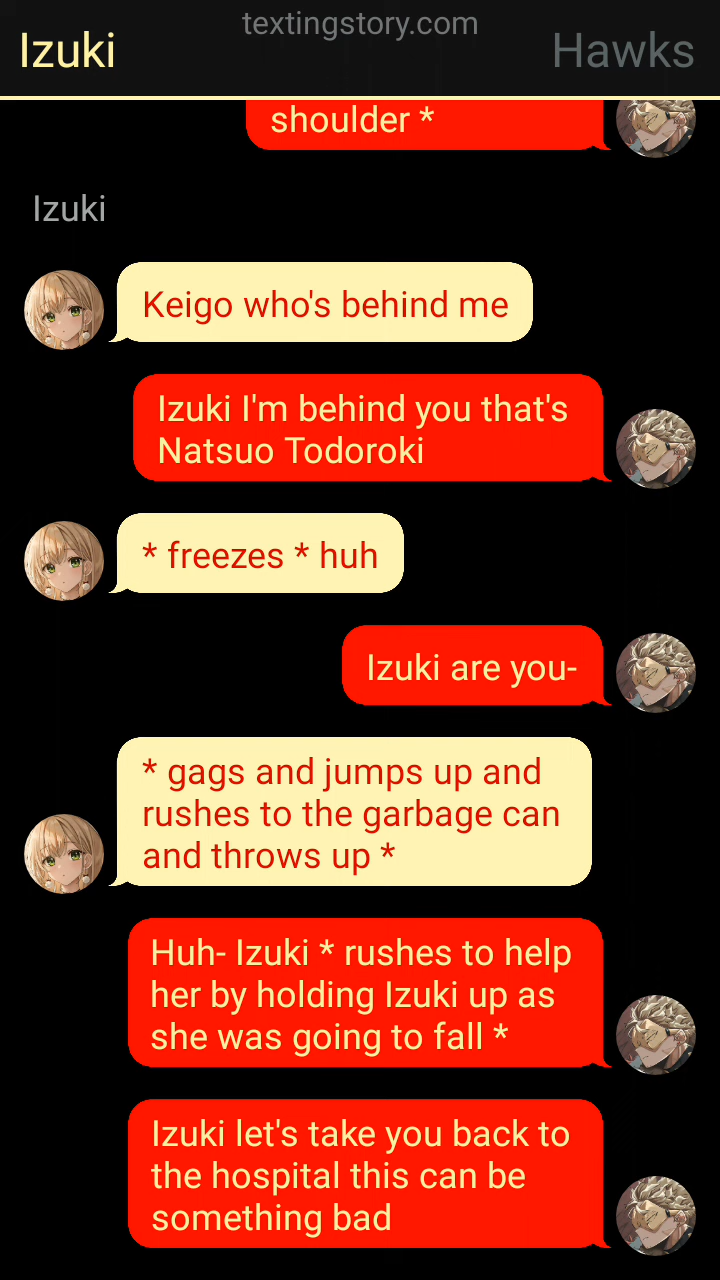 textingstory.com
Izuki
Hawks
shoulder *
Izuki
Keigo who's behind me
Izuki I'm behind you that's
Natsuo Todoroki
* freezes * huh
Izuki are you-
* gags and jumps up and
rushes to the garbage can
and throws up *
Huh- Izuki * rushes to help
her by holding Izuki up as
she was going to fall *
Izuki let's take you back to
the hospital this can be
something bad